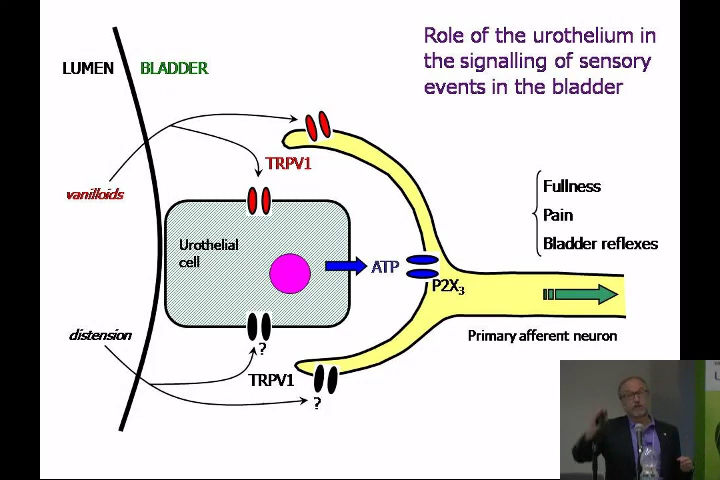 Role of the urothelium in
the signalling of sensory
events in the bladder
LUMEN
BLADDER
TRPV1
vanilloids
Fullness
Pain
Bladder reflexes
Urothelial
cell
ATP
P2X3
distension
?
Primary afferent neuron
TRPV1
?